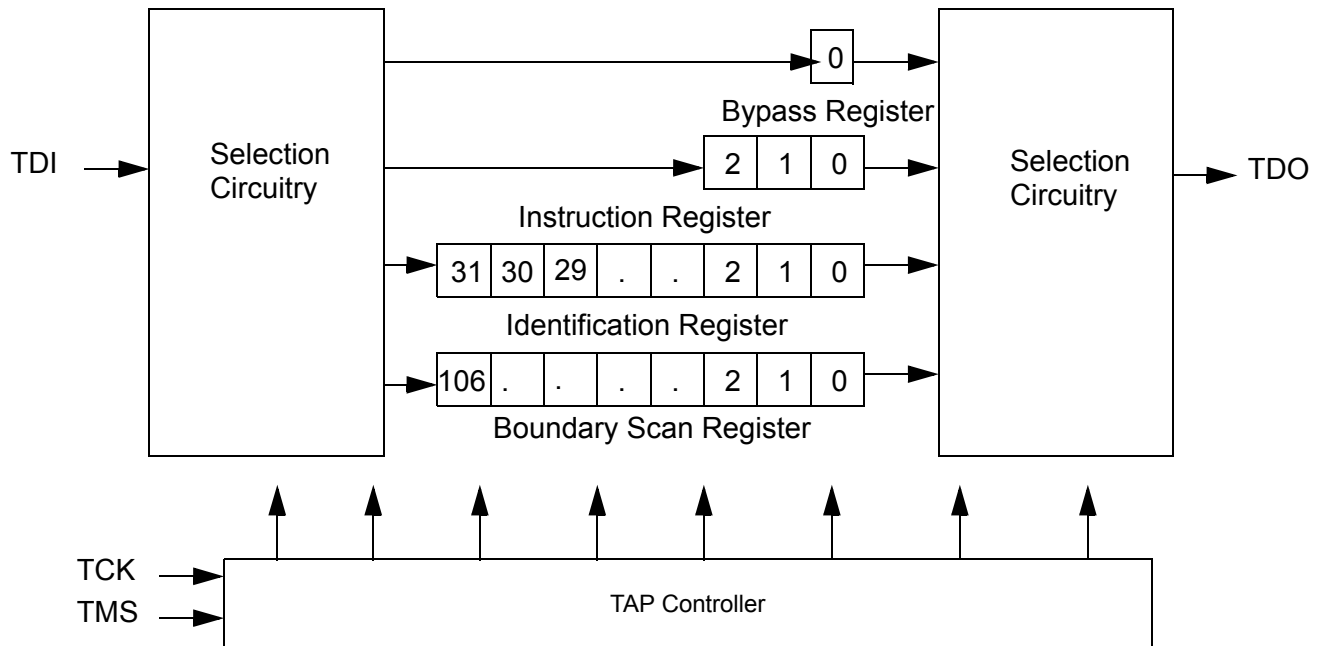 0
Bypass Register
TDI
Selection
Circuitry
2 1 0
Selection
Circuitry
TDO
Instruction Register
31 30 29 . . 2 1 0
Identification Register
106 . . . . 2 1 0
Boundary Scan Register
TCK
TMS
TAP Controller